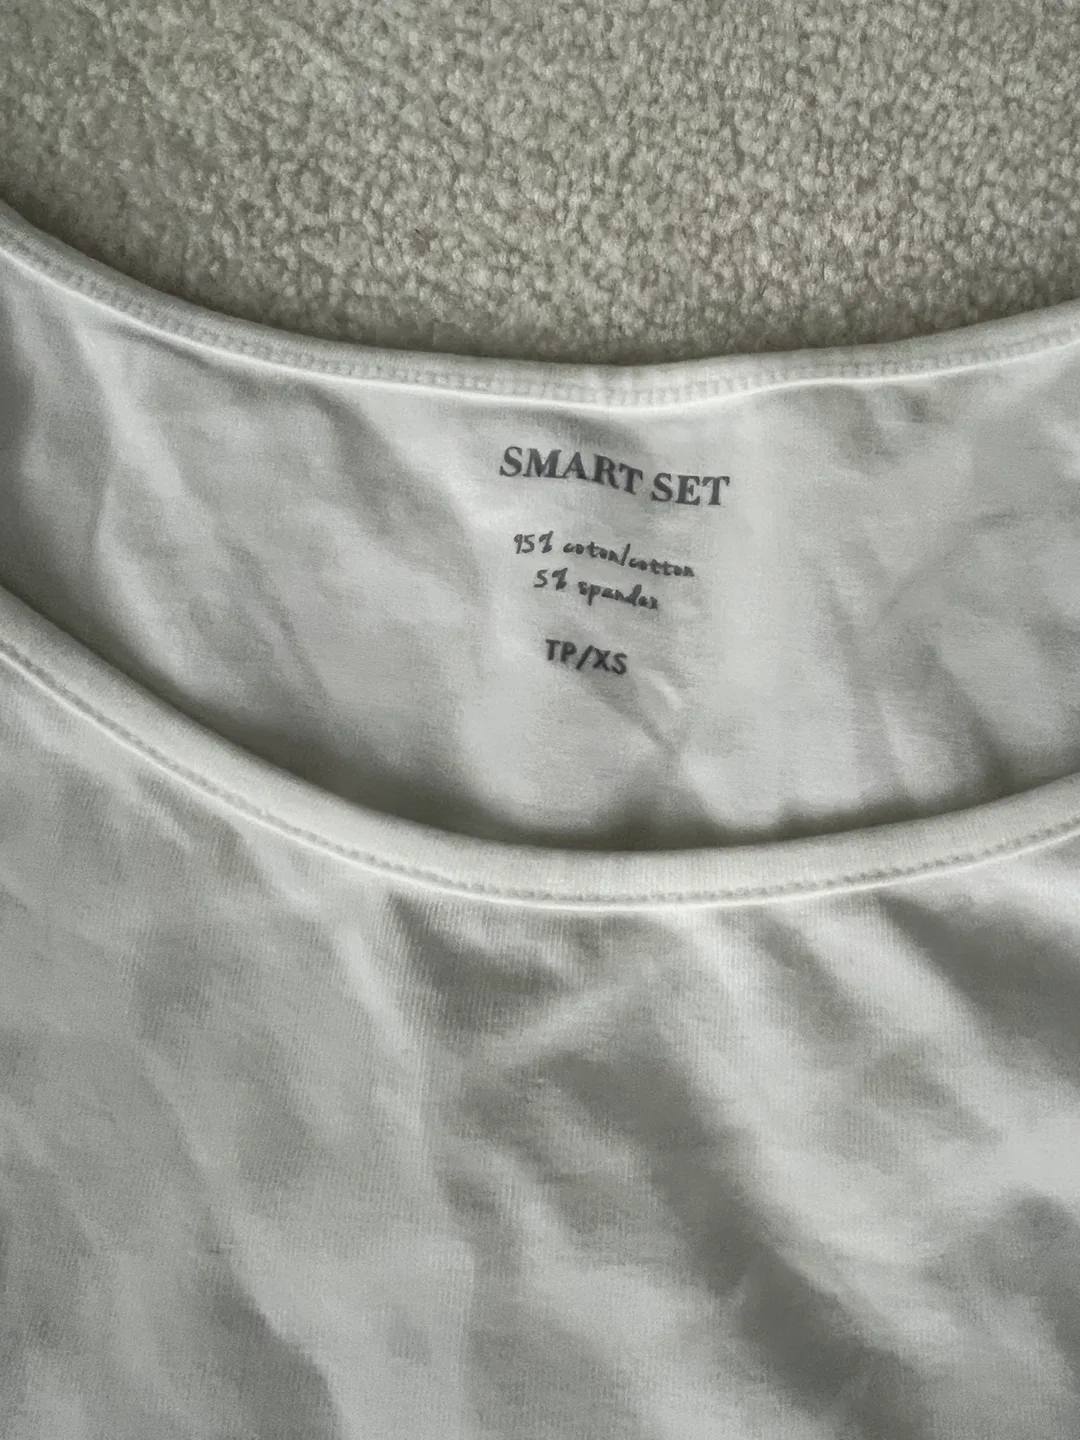 SMART SET
95% coton/cotton
5% spandex
TP/XS